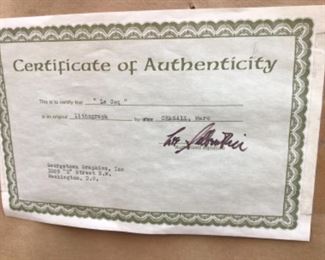 Certificate of Authenticity
This is to certify that " Le Coq "
is an original lithograph by CHAGALL, Marc
Georgetown Graphics, Inc
"O" Street N.W.
Washington, D.C.